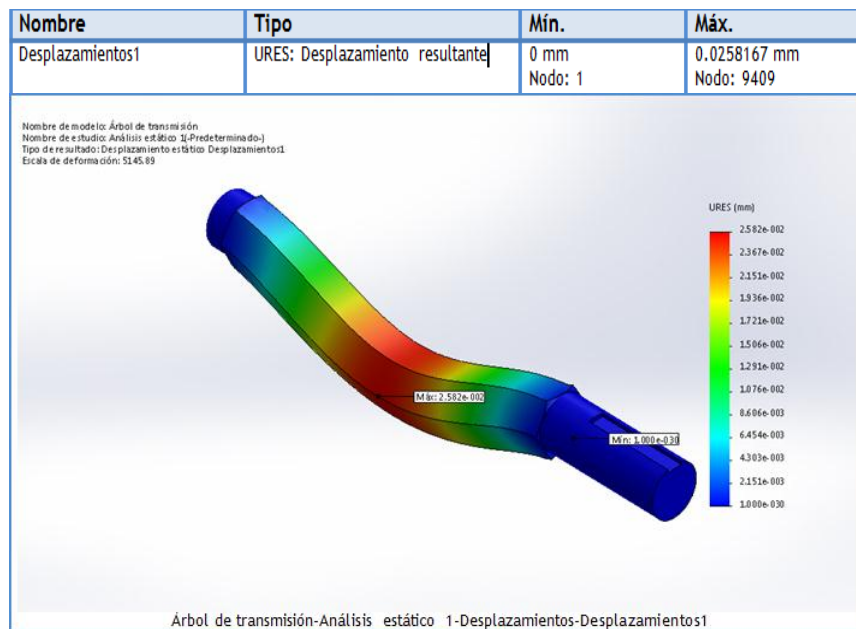 Nombre Tipo Mín. Máx.
Desplazamientos1 URES: Desplazamiento resultante 0 mm 0.0258167 mm
Nodo: 1 Nodo: 9409
Nombre de modelo: Árbol de transmisión
Nombre de estudio: Análisis estático 1(-Predeterminado-)
Tipo de resultado: Desplazamiento estático Desplazamientos1
Escala de deformación: 5145.89
URES (mm)
2.582e-002
2.367e-002
2.151e-002
1.936e-002
1.721e-002
1.506e-002
1.291e-002
1.076e-002
8.606e-003
6.454e-003
4.303e-003
2.151e-003
1.000e-030
Máx: 2.582e-002
Mín: 1.000e-030
Árbol de transmisión-Análisis estático 1-Desplazamientos-Desplazamientos1